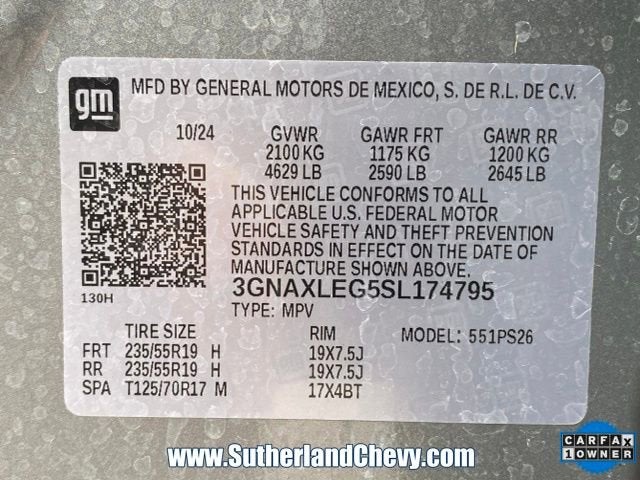 gm
MFD BY GENERAL MOTORS DE MEXICO, S. DE R.L. DE C.V.
10/24 GVWR GAWR FRT GAWR RR
2100 KG 1175 KG 1200 KG
4629 LB 2590 LB 2645 LB
THIS VEHICLE CONFORMS TO ALL
APPLICABLE U.S. FEDERAL MOTOR
VEHICLE SAFETY AND THEFT PREVENTION
STANDARDS IN EFFECT ON THE DATE OF
MANUFACTURE SHOWN ABOVE.
130H
3GNAXLEG5SL174795
TYPE: MPV
TIRE SIZE RIM MODEL: 551PS26
FRT 235/55R19 H 19X7.5J
RR 235/55R19 H 19X7.5J
SPA T125/70R17 M 17X4BT
www.SutherlandChevy.com
CARFAX
1 OWNER